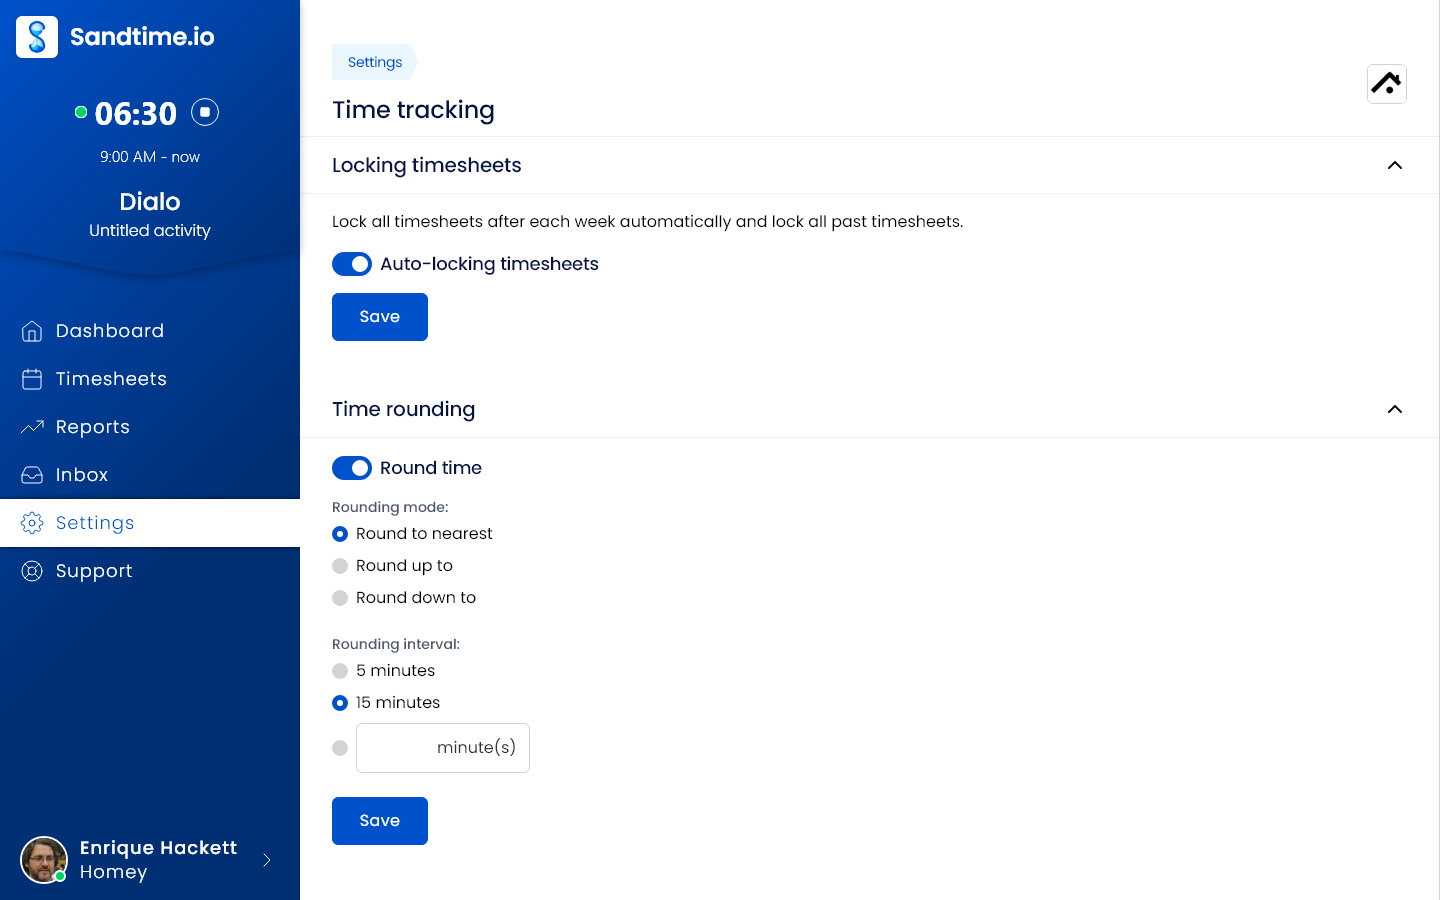 Sandtime.io
06:30
9:00 AM - now
Dialo
Untitled activity
Dashboard
Timesheets
Reports
Inbox
Settings
Support
Enrique Hackett
Homey
Settings
Time tracking
Locking timesheets
Lock all timesheets after each week automatically and lock all past timesheets.
Auto-locking timesheets
Save
Time rounding
Round time
Rounding mode:
Round to nearest
Round up to
Round down to
Rounding interval:
5 minutes
15 minutes
minute(s)
Save